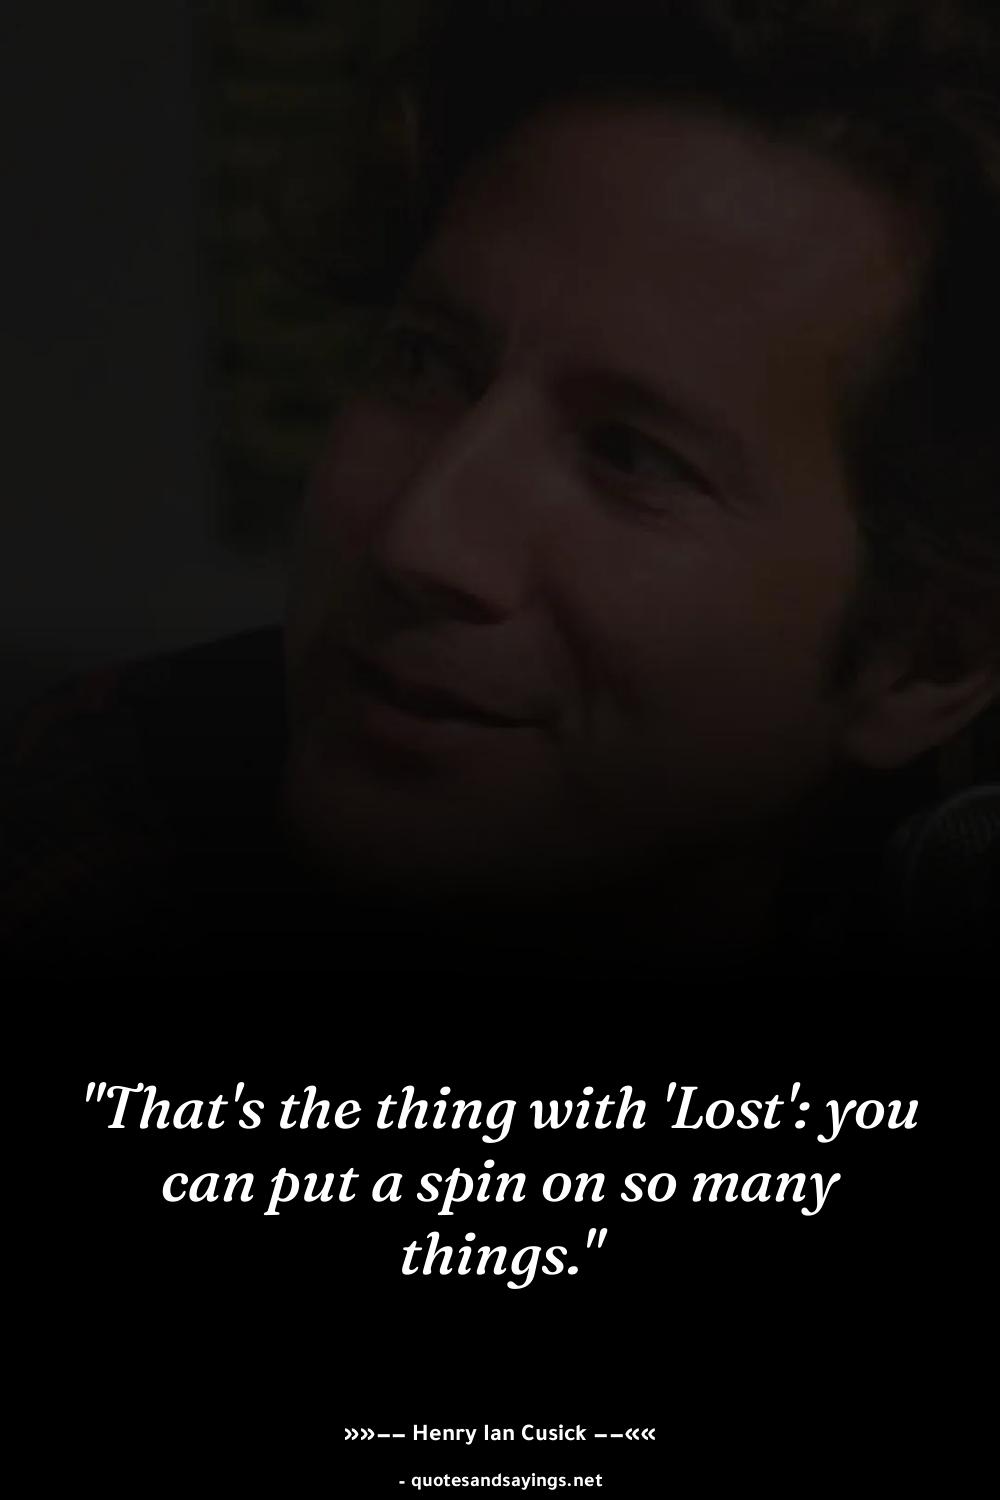 "That's the thing with 'Lost': you
can put a spin on so many
things."
»»−− Henry Ian Cusick −−««
- quotesandsayings.net